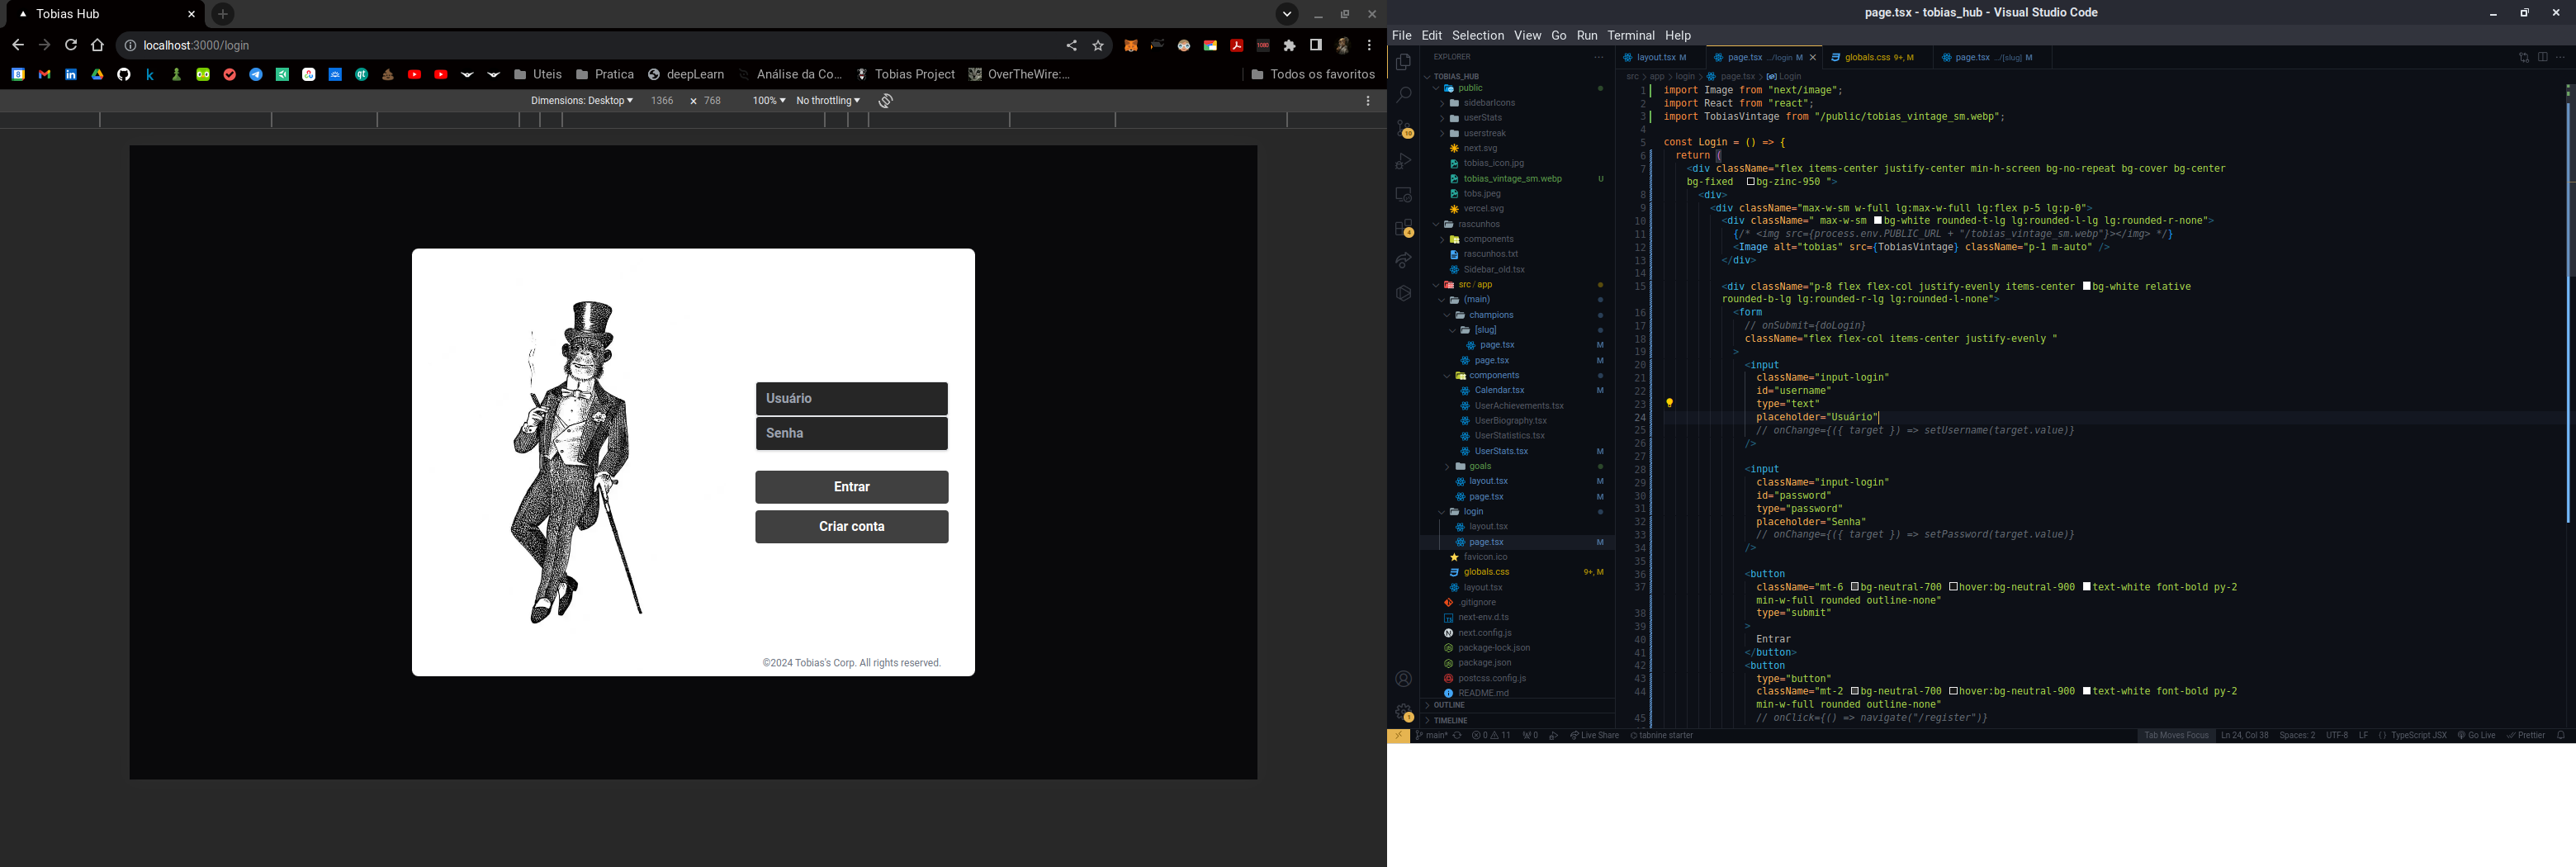 Tobias Hub
localhost:3000/login
Uteis
Pratica
deepLearn
Análise da Co...
Tobias Project
OverTheWire:...
Todos os favoritos
Dimensions: Desktop
1366 × 768
100%
No throttling
Usuário
Senha
Entrar
Criar conta
©2024 Tobias's Corp. All rights reserved.
page.tsx - tobias_hub - Visual Studio Code
File Edit Selection View Go Run Terminal Help
EXPLORER
TOBIAS_HUB
public
sidebarIcons
userStats
userstreak
next.svg
tobias_icon.jpg
tobias_vintage_sm.webp U
tobs.jpeg
vercel.svg
rascunhos
components
rascunhos.txt
Sidebar_old.tsx
src / app
(main)
champions
[slug]
page.tsx M
page.tsx M
components
Calendar.tsx M
UserAchievements.tsx
UserBiography.tsx
UserStatistics.tsx
UserStats.tsx M
goals
layout.tsx M
page.tsx M
login
layout.tsx
page.tsx M
favicon.ico
globals.css 9+, M
layout.tsx
.gitignore
next-env.d.ts
next.config.js
package-lock.json
package.json
postcss.config.js
README.md
OUTLINE
TIMELINE
layout.tsx M
page.tsx .../login M
globals.css 9+, M
page.tsx .../[slug] M
src > app > login > page.tsx > Login
1 import Image from "next/image";
2 import React from "react";
3 import TobiasVintage from "/public/tobias_vintage_sm.webp";
4
5 const Login = () => {
6 return (
7 <div className="flex items-center justify-center min-h-screen bg-no-repeat bg-cover bg-center
bg-fixed bg-zinc-950 ">
8 <div>
9 <div className="max-w-sm w-full lg:max-w-full lg:flex p-5 lg:p-0">
10 <div className=" max-w-sm bg-white rounded-t-lg lg:rounded-l-lg lg:rounded-r-none">
11 {/* <img src={process.env.PUBLIC_URL + "/tobias_vintage_sm.webp"}></img> */}
12 <Image alt="tobias" src={TobiasVintage} className="p-1 m-auto" />
13 </div>
14
15 <div className="p-8 flex flex-col justify-evenly items-center bg-white relative
rounded-b-lg lg:rounded-r-lg lg:rounded-l-none">
16 <form
17 // onSubmit={doLogin}
18 className="flex flex-col items-center justify-evenly "
19 >
20 <input
21 className="input-login"
22 id="username"
23 type="text"
24 placeholder="Usuário"
25 // onChange={({ target }) => setUsername(target.value)}
26 />
27
28 <input
29 className="input-login"
30 id="password"
31 type="password"
32 placeholder="Senha"
33 // onChange={({ target }) => setPassword(target.value)}
34 />
35
36 <button
37 className="mt-6 bg-neutral-700 hover:bg-neutral-900 text-white font-bold py-2
min-w-full rounded outline-none"
38 type="submit"
39 >
40 Entrar
41 </button>
42 <button
43 type="button"
44 className="mt-2 bg-neutral-700 hover:bg-neutral-900 text-white font-bold py-2
min-w-full rounded outline-none"
45 // onClick={() => navigate("/register")}
main* 0 11 0 Live Share tabnine starter
Tab Moves Focus Ln 24, Col 38 Spaces: 2 UTF-8 LF {} TypeScript JSX Go Live Prettier